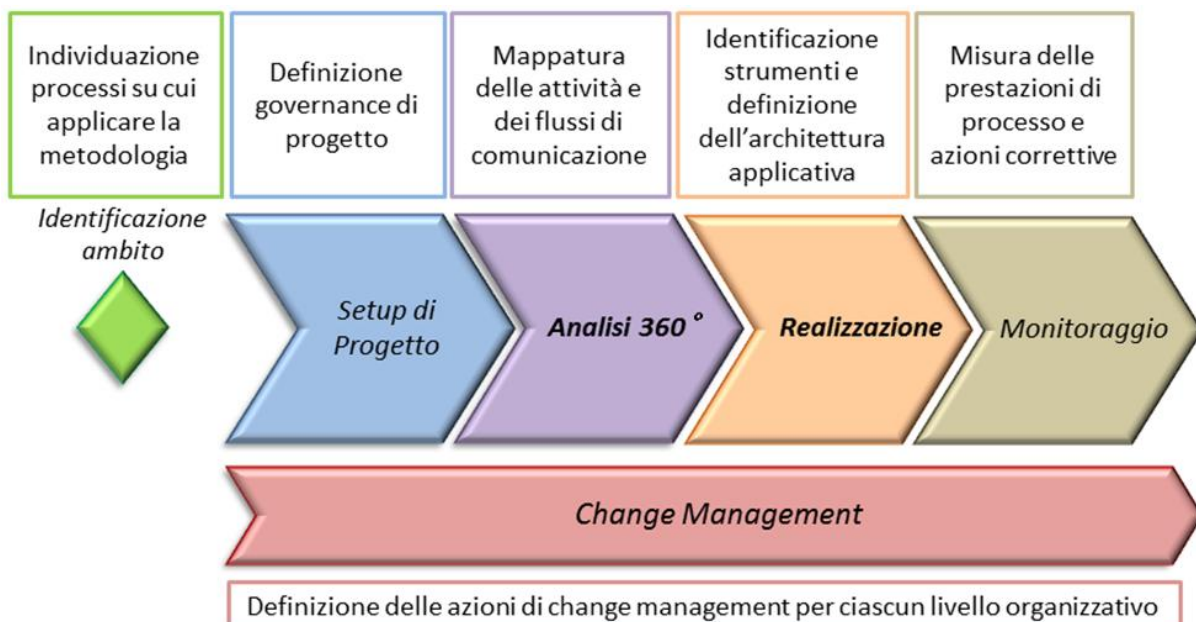 Individuazione
processi su cui
applicare la
metodologia
Definizione
governance di
progetto
Mappatura
delle attività e
dei flussi di
comunicazione
Identificazione
strumenti e
definizione
dell'architettura
applicativa
Misura delle
prestazioni di
processo e
azioni correttive
Identificazione
ambito
Setup di
Progetto
Analisi 360°
Realizzazione
Monitoraggio
Change Management
Definizione delle azioni di change management per ciascun livello organizzativo